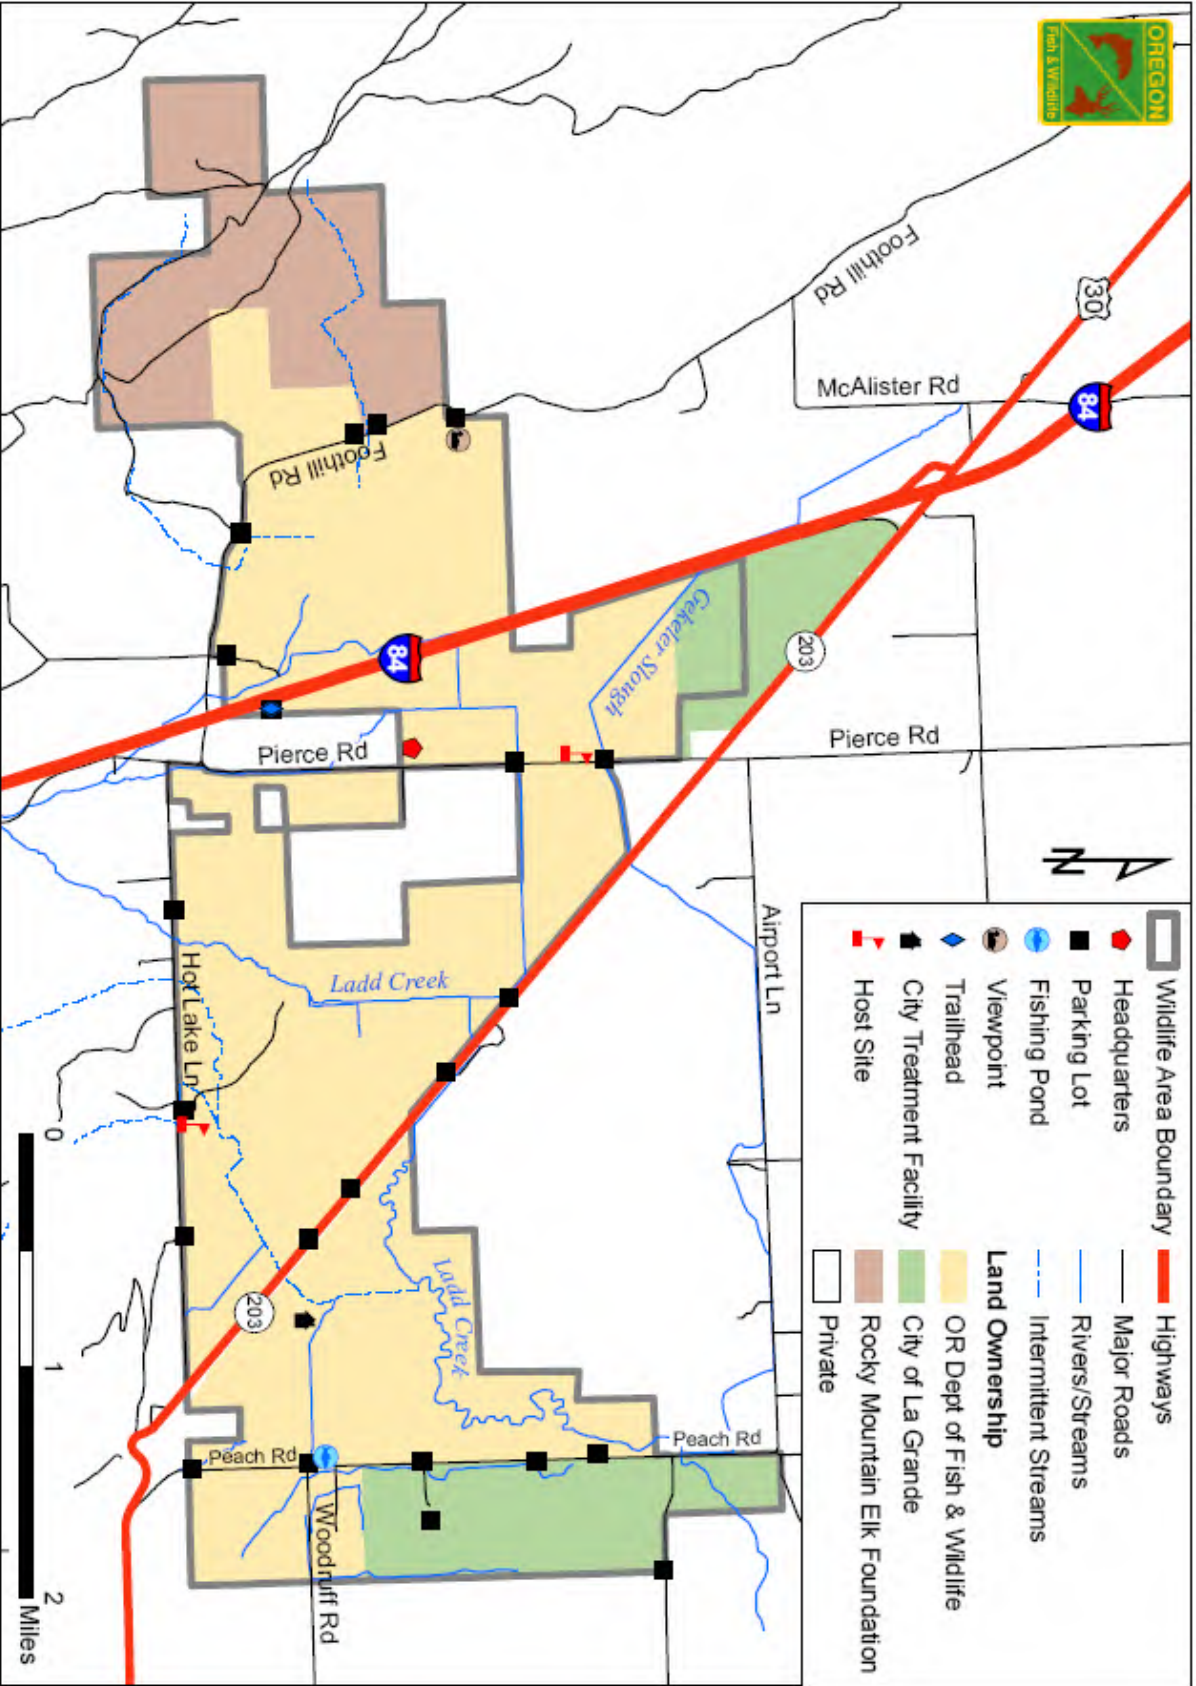 OREGON
Fish & Wildlife
30
84
Foothill Rd
McAlister Rd
203
Gekeler Slough
Foothill Rd
84
Pierce Rd
Pierce Rd
N
Airport Ln
Ladd Creek
Hot Lake Ln
Ladd Creek
203
Peach Rd
Peach Rd
Woodruff Rd
Wildlife Area Boundary
Headquarters
Parking Lot
Fishing Pond
Viewpoint
Trailhead
City Treatment Facility
Host Site
Highways
Major Roads
Rivers/Streams
Intermittent Streams
Land Ownership
OR Dept of Fish & Wildlife
City of La Grande
Rocky Mountain Elk Foundation
Private
0
1
2
Miles